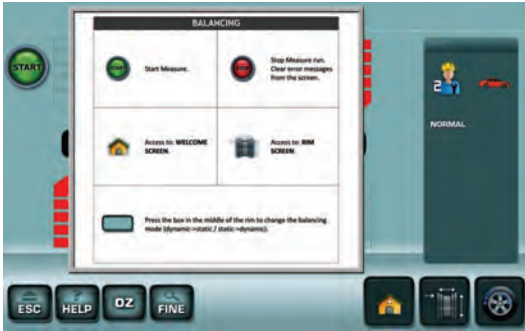 BALANCING
START
START
Start Measure.
STOP
Stop Measure run.
Clear error messages
from the screen.
2
NORMAL
Access to: WELCOME
SCREEN.
Access to: RIM
SCREEN.
Press the box in the middle of the rim to change the balancing
mode (dynamic->static / static->dynamic).
ESC
? HELP
OZ
FINE